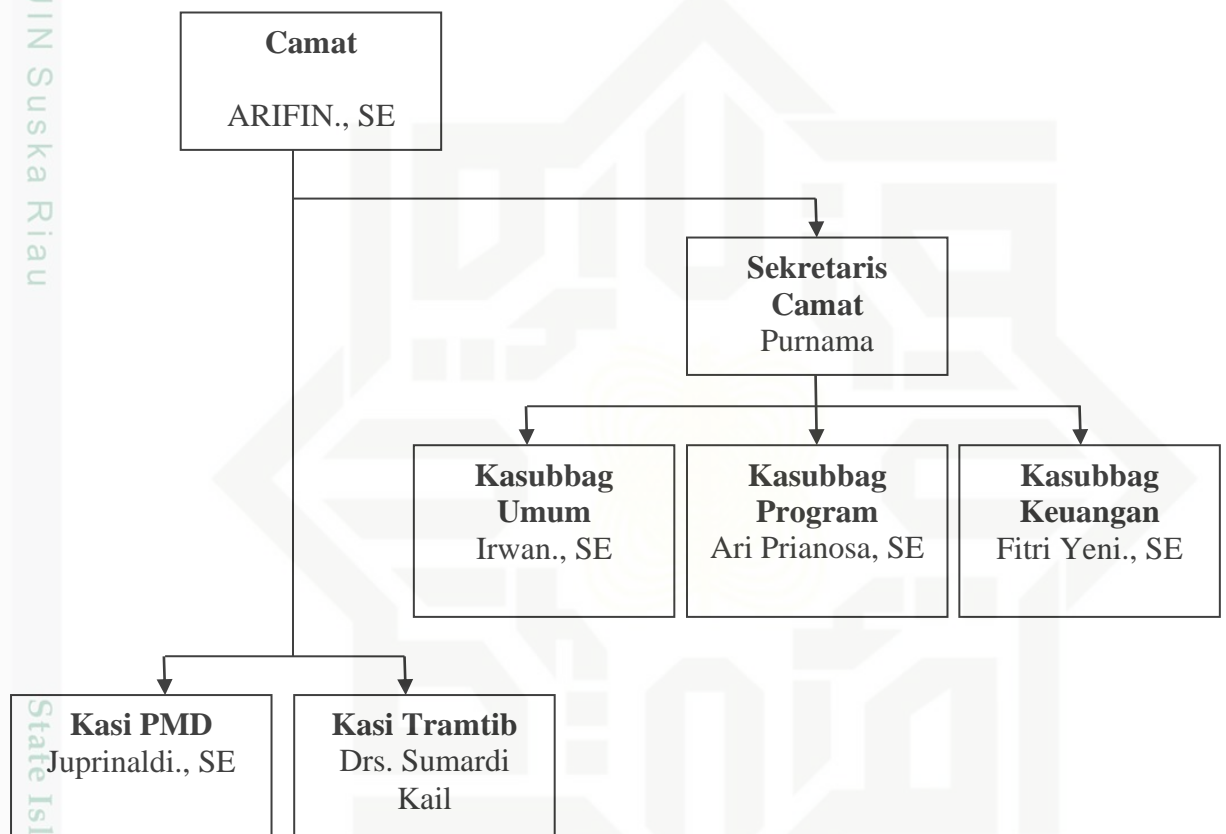 Camat
ARIFIN., SE
Sekretaris
Camat
Purnama
Kasubbag
Umum
Irwan., SE
Kasubbag
Program
Ari Prianosa, SE
Kasubbag
Keuangan
Fitri Yeni., SE
Kasi PMD
Juprinaldi., SE
Kasi Tramtib
Drs. Sumardi
Kail
UIN Suska Riau
State Isl